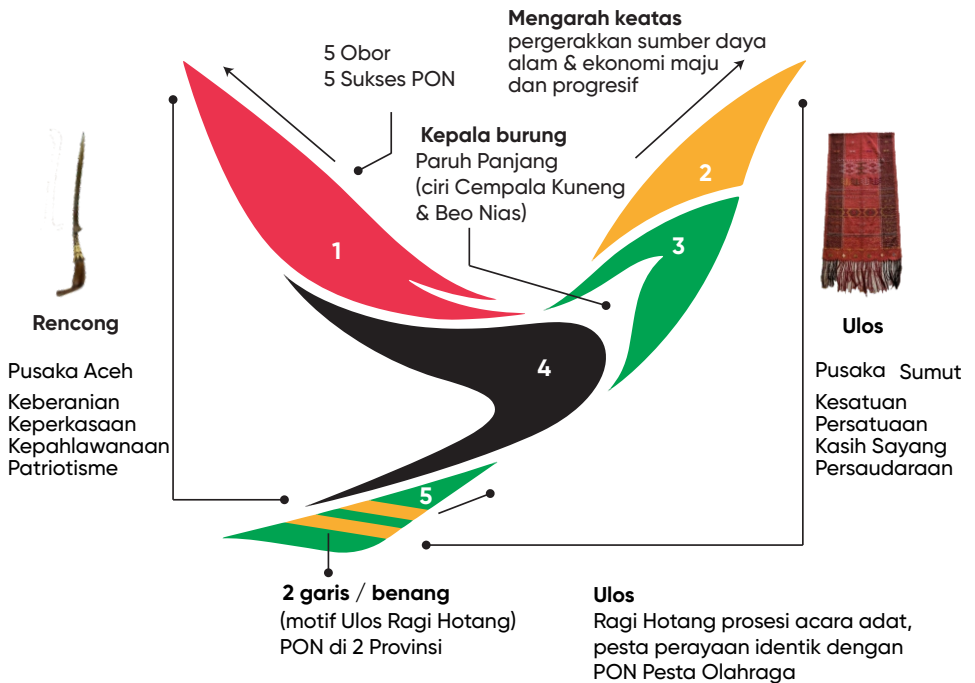 5 Obor
5 Sukses PON
Mengarah keatas
pergerakkan sumber daya
alam & ekonomi maju
dan progresif
Kepala burung
Paruh Panjang
(ciri Cempala Kuneng
& Beo Nias)
1
2
3
4
5
Rencong
Pusaka Aceh
Keberanian
Keperkasaan
Kepahlawanaan
Patriotisme
Ulos
Pusaka Sumut
Kesatuan
Persatuaan
Kasih Sayang
Persaudaraan
2 garis / benang
(motif Ulos Ragi Hotang)
PON di 2 Provinsi
Ulos
Ragi Hotang prosesi acara adat,
pesta perayaan identik dengan
PON Pesta Olahraga